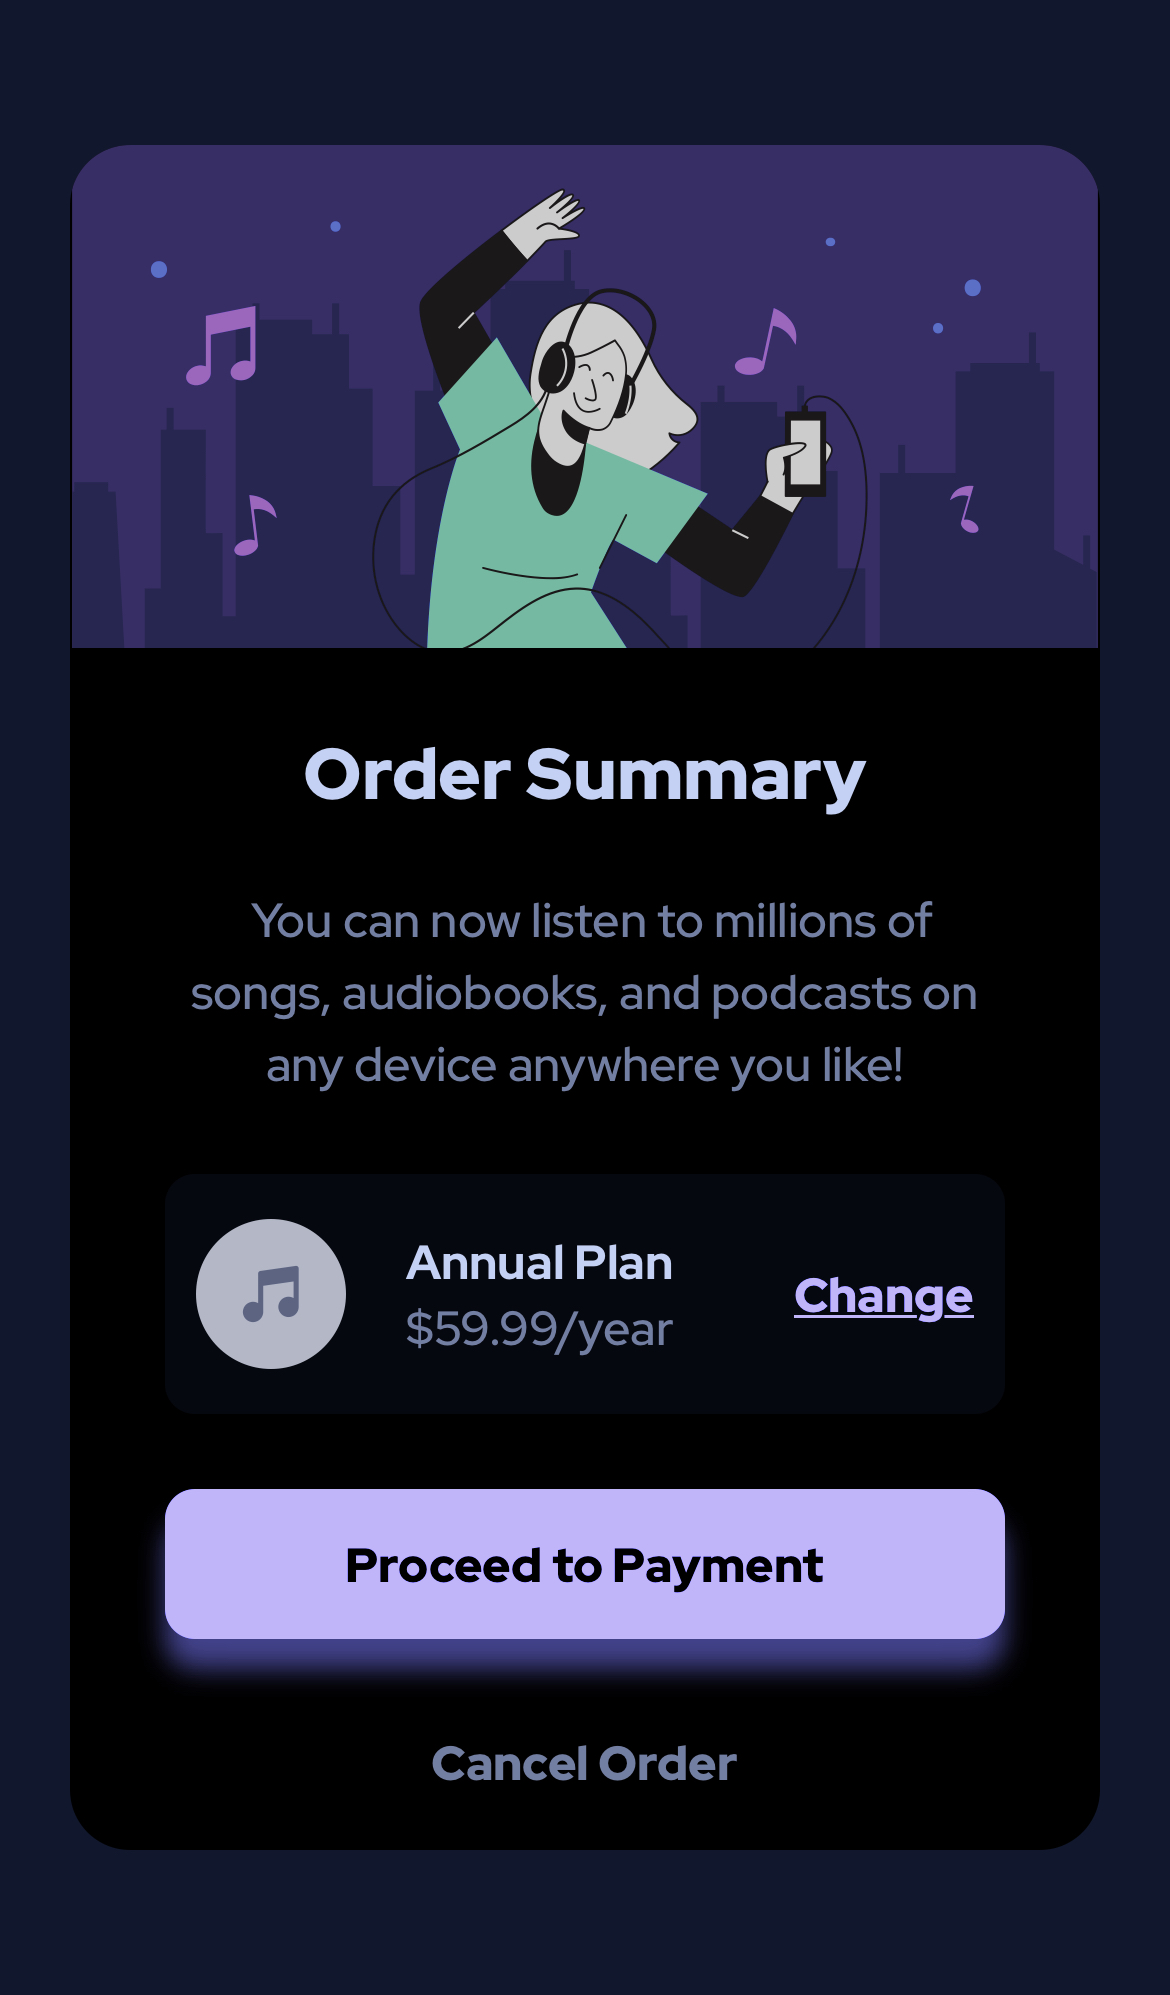 Order Summary
You can now listen to millions of
songs, audiobooks, and podcasts on
any device anywhere you like!
Annual Plan
$59.99/year
Change
Proceed to Payment
Cancel Order